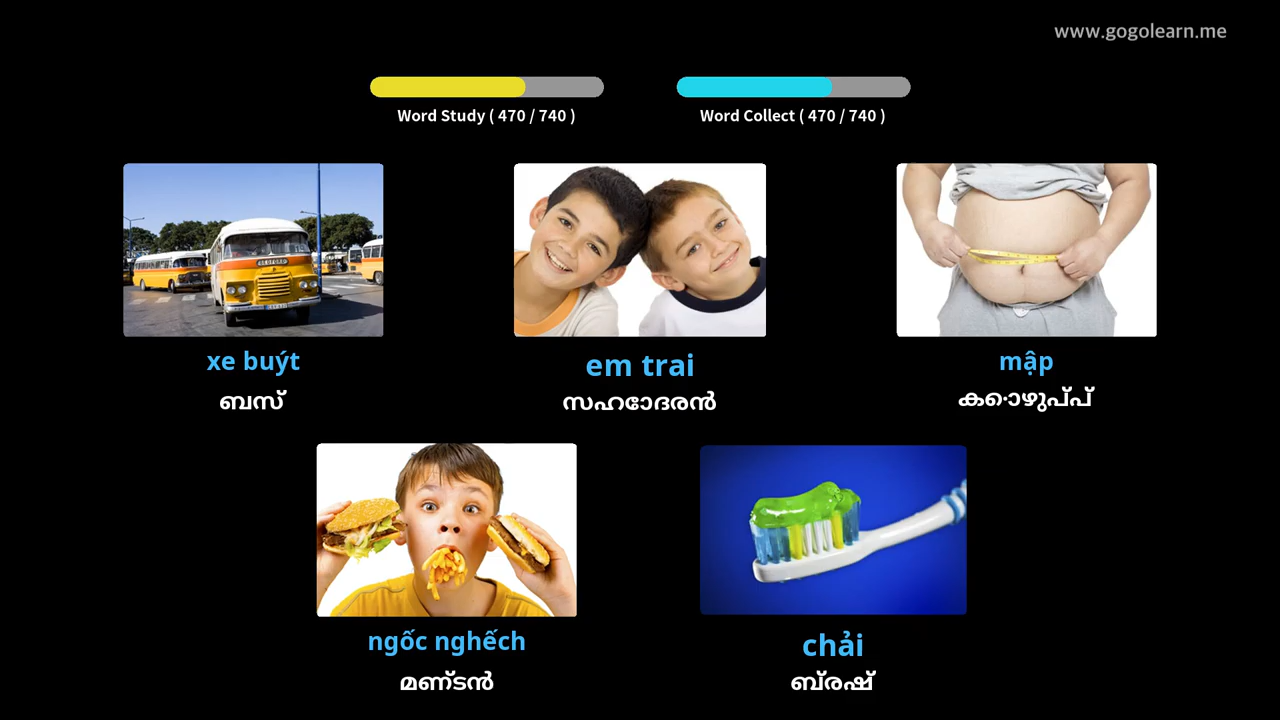 www.gogolearn.me
Word Study ( 470 / 740 )
Word Collect ( 470 / 740 )
xe buýt
em trai
mập
ബസ്
സഹോദരൻ
കൊഴുപ്പ്
ngốc nghếch
chải
മണ്ടൻ
ബ്രഷ്